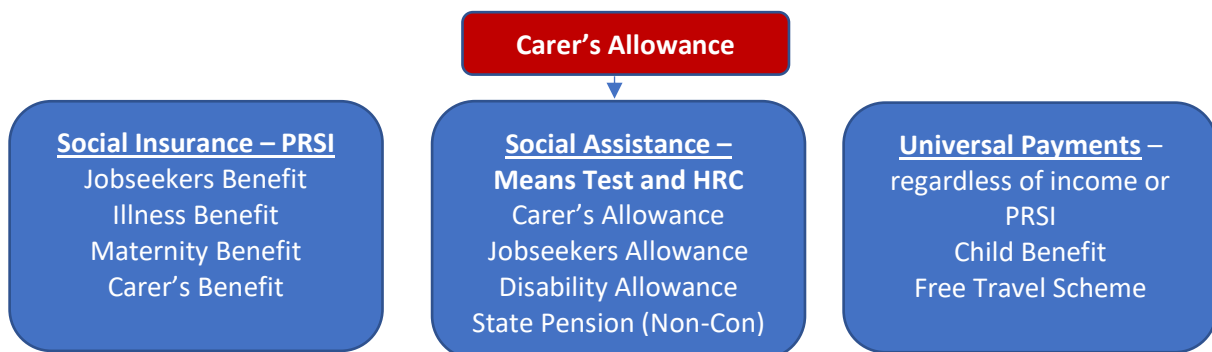 Carer’s Allowance
Social Insurance – PRSI
Jobseekers Benefit
Illness Benefit
Maternity Benefit
Carer’s Benefit
Social Assistance –
Means Test and HRC
Carer’s Allowance
Jobseekers Allowance
Disability Allowance
State Pension (Non-Con)
Universal Payments –
regardless of income or
PRSI
Child Benefit
Free Travel Scheme